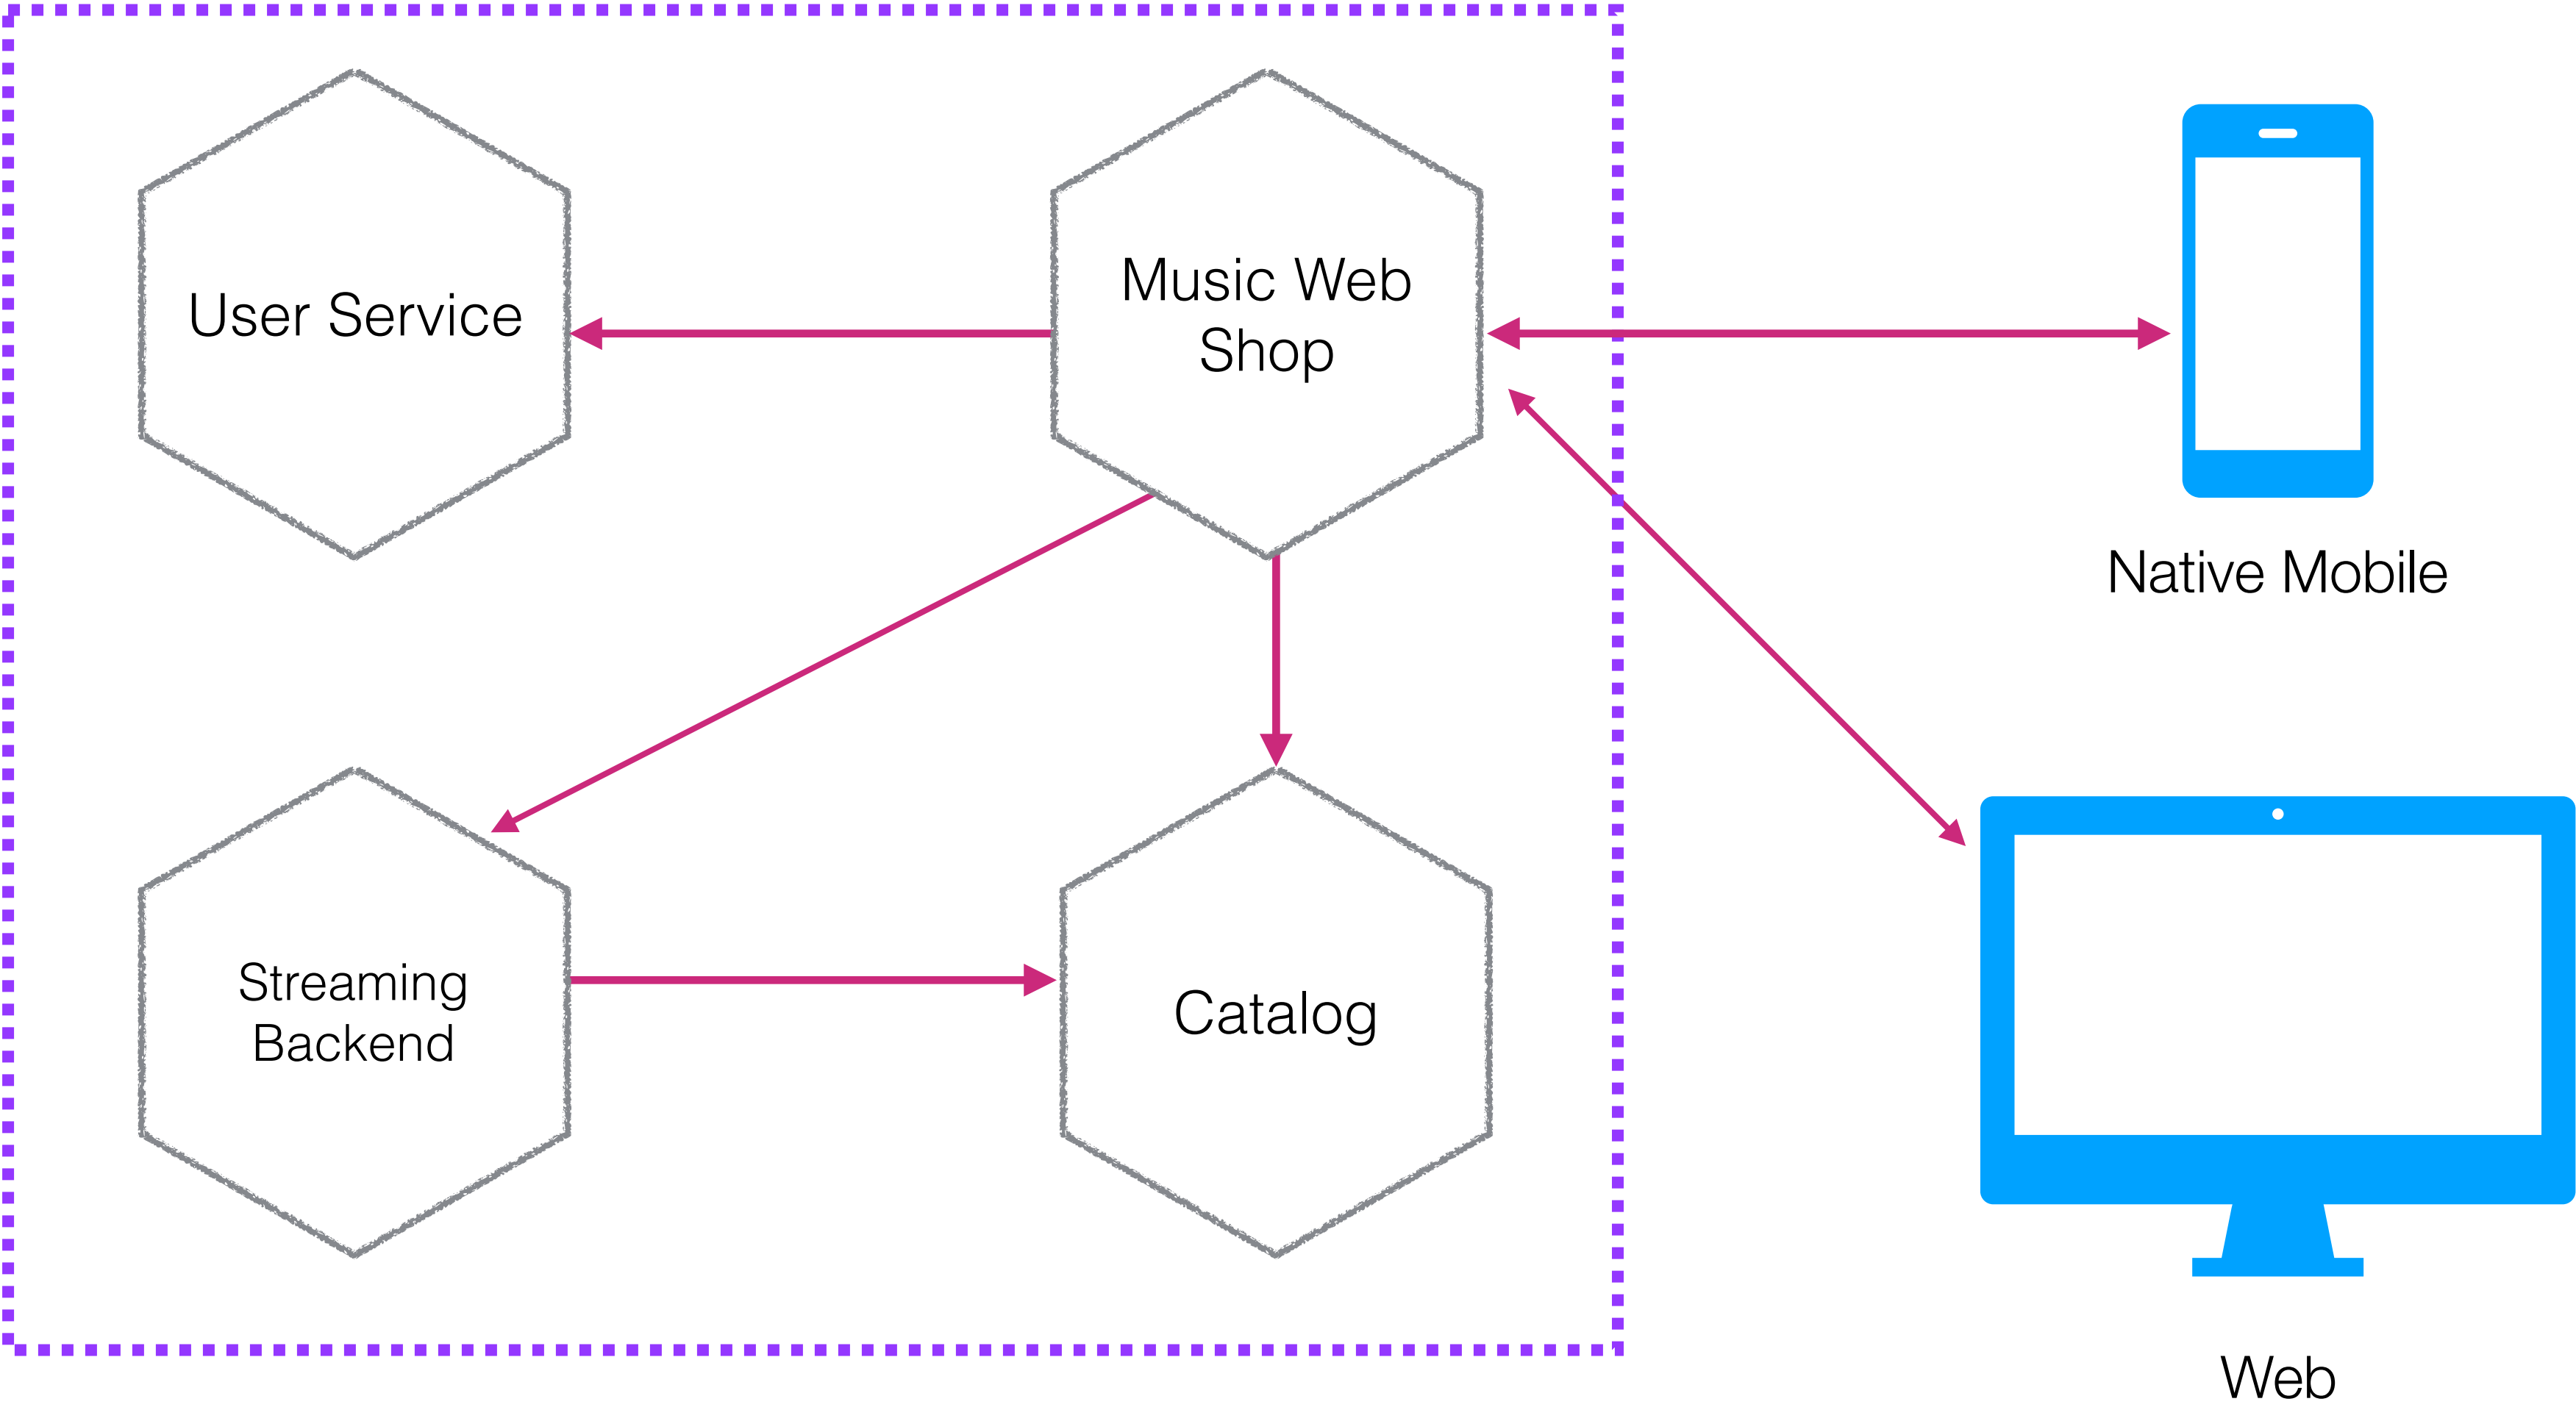 User Service
Music Web
Shop
Native Mobile
Streaming
Backend
Catalog
Web